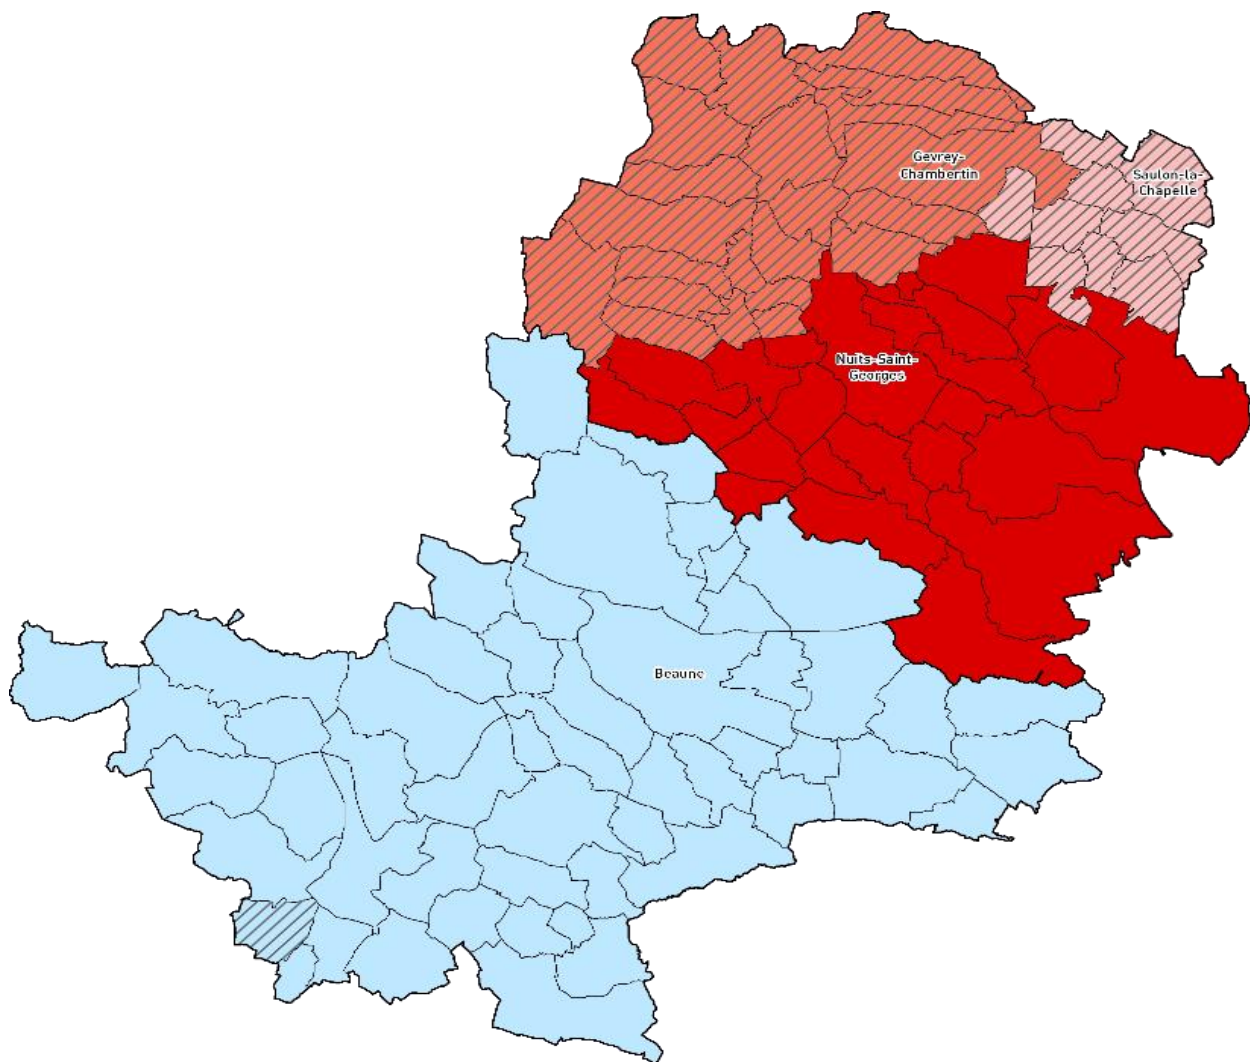 Gevrey-
Chambertin
Saulon-la-
Chapelle
Nuits-Saint-
Georges
Beaune